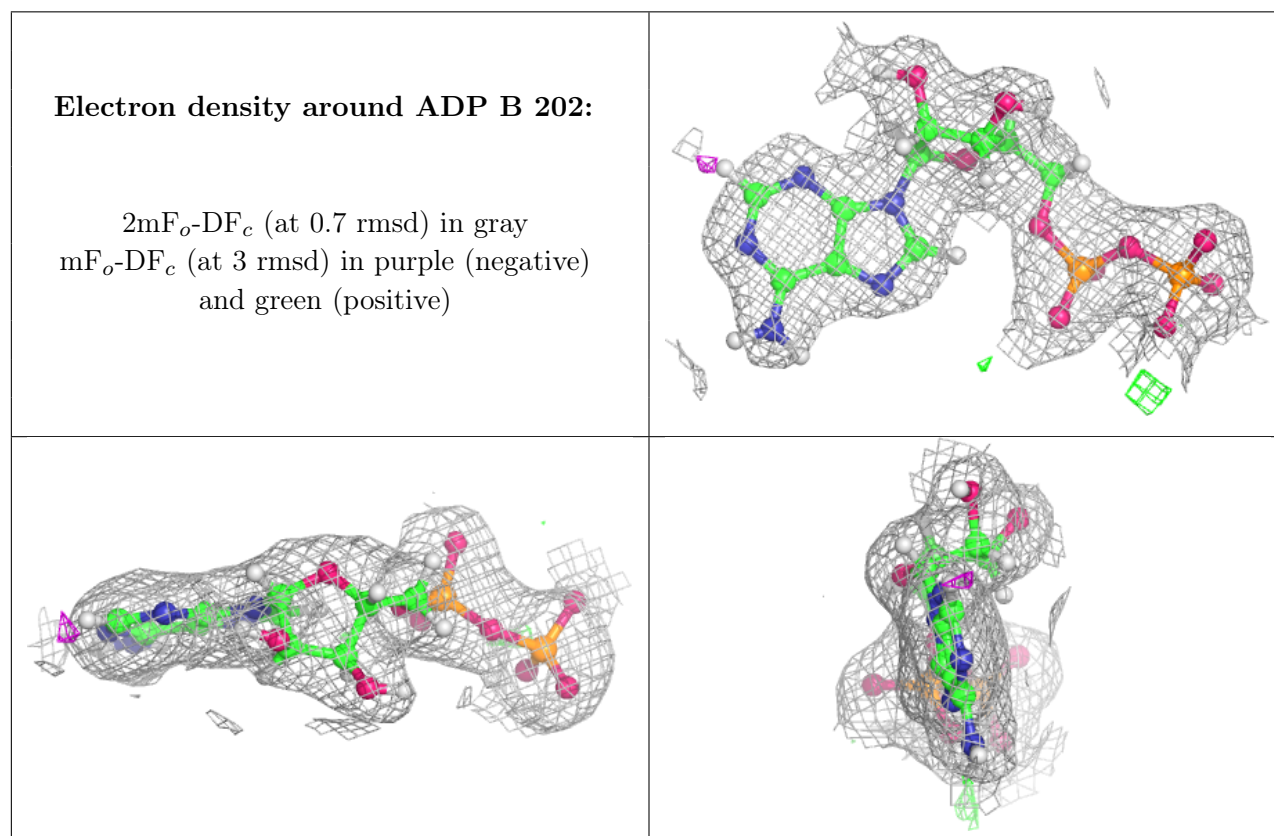 Electron density around ADP B 202:
2mFₒ-DF𝒸 (at 0.7 rmsd) in gray
mFₒ-DF𝒸 (at 3 rmsd) in purple (negative)
and green (positive)